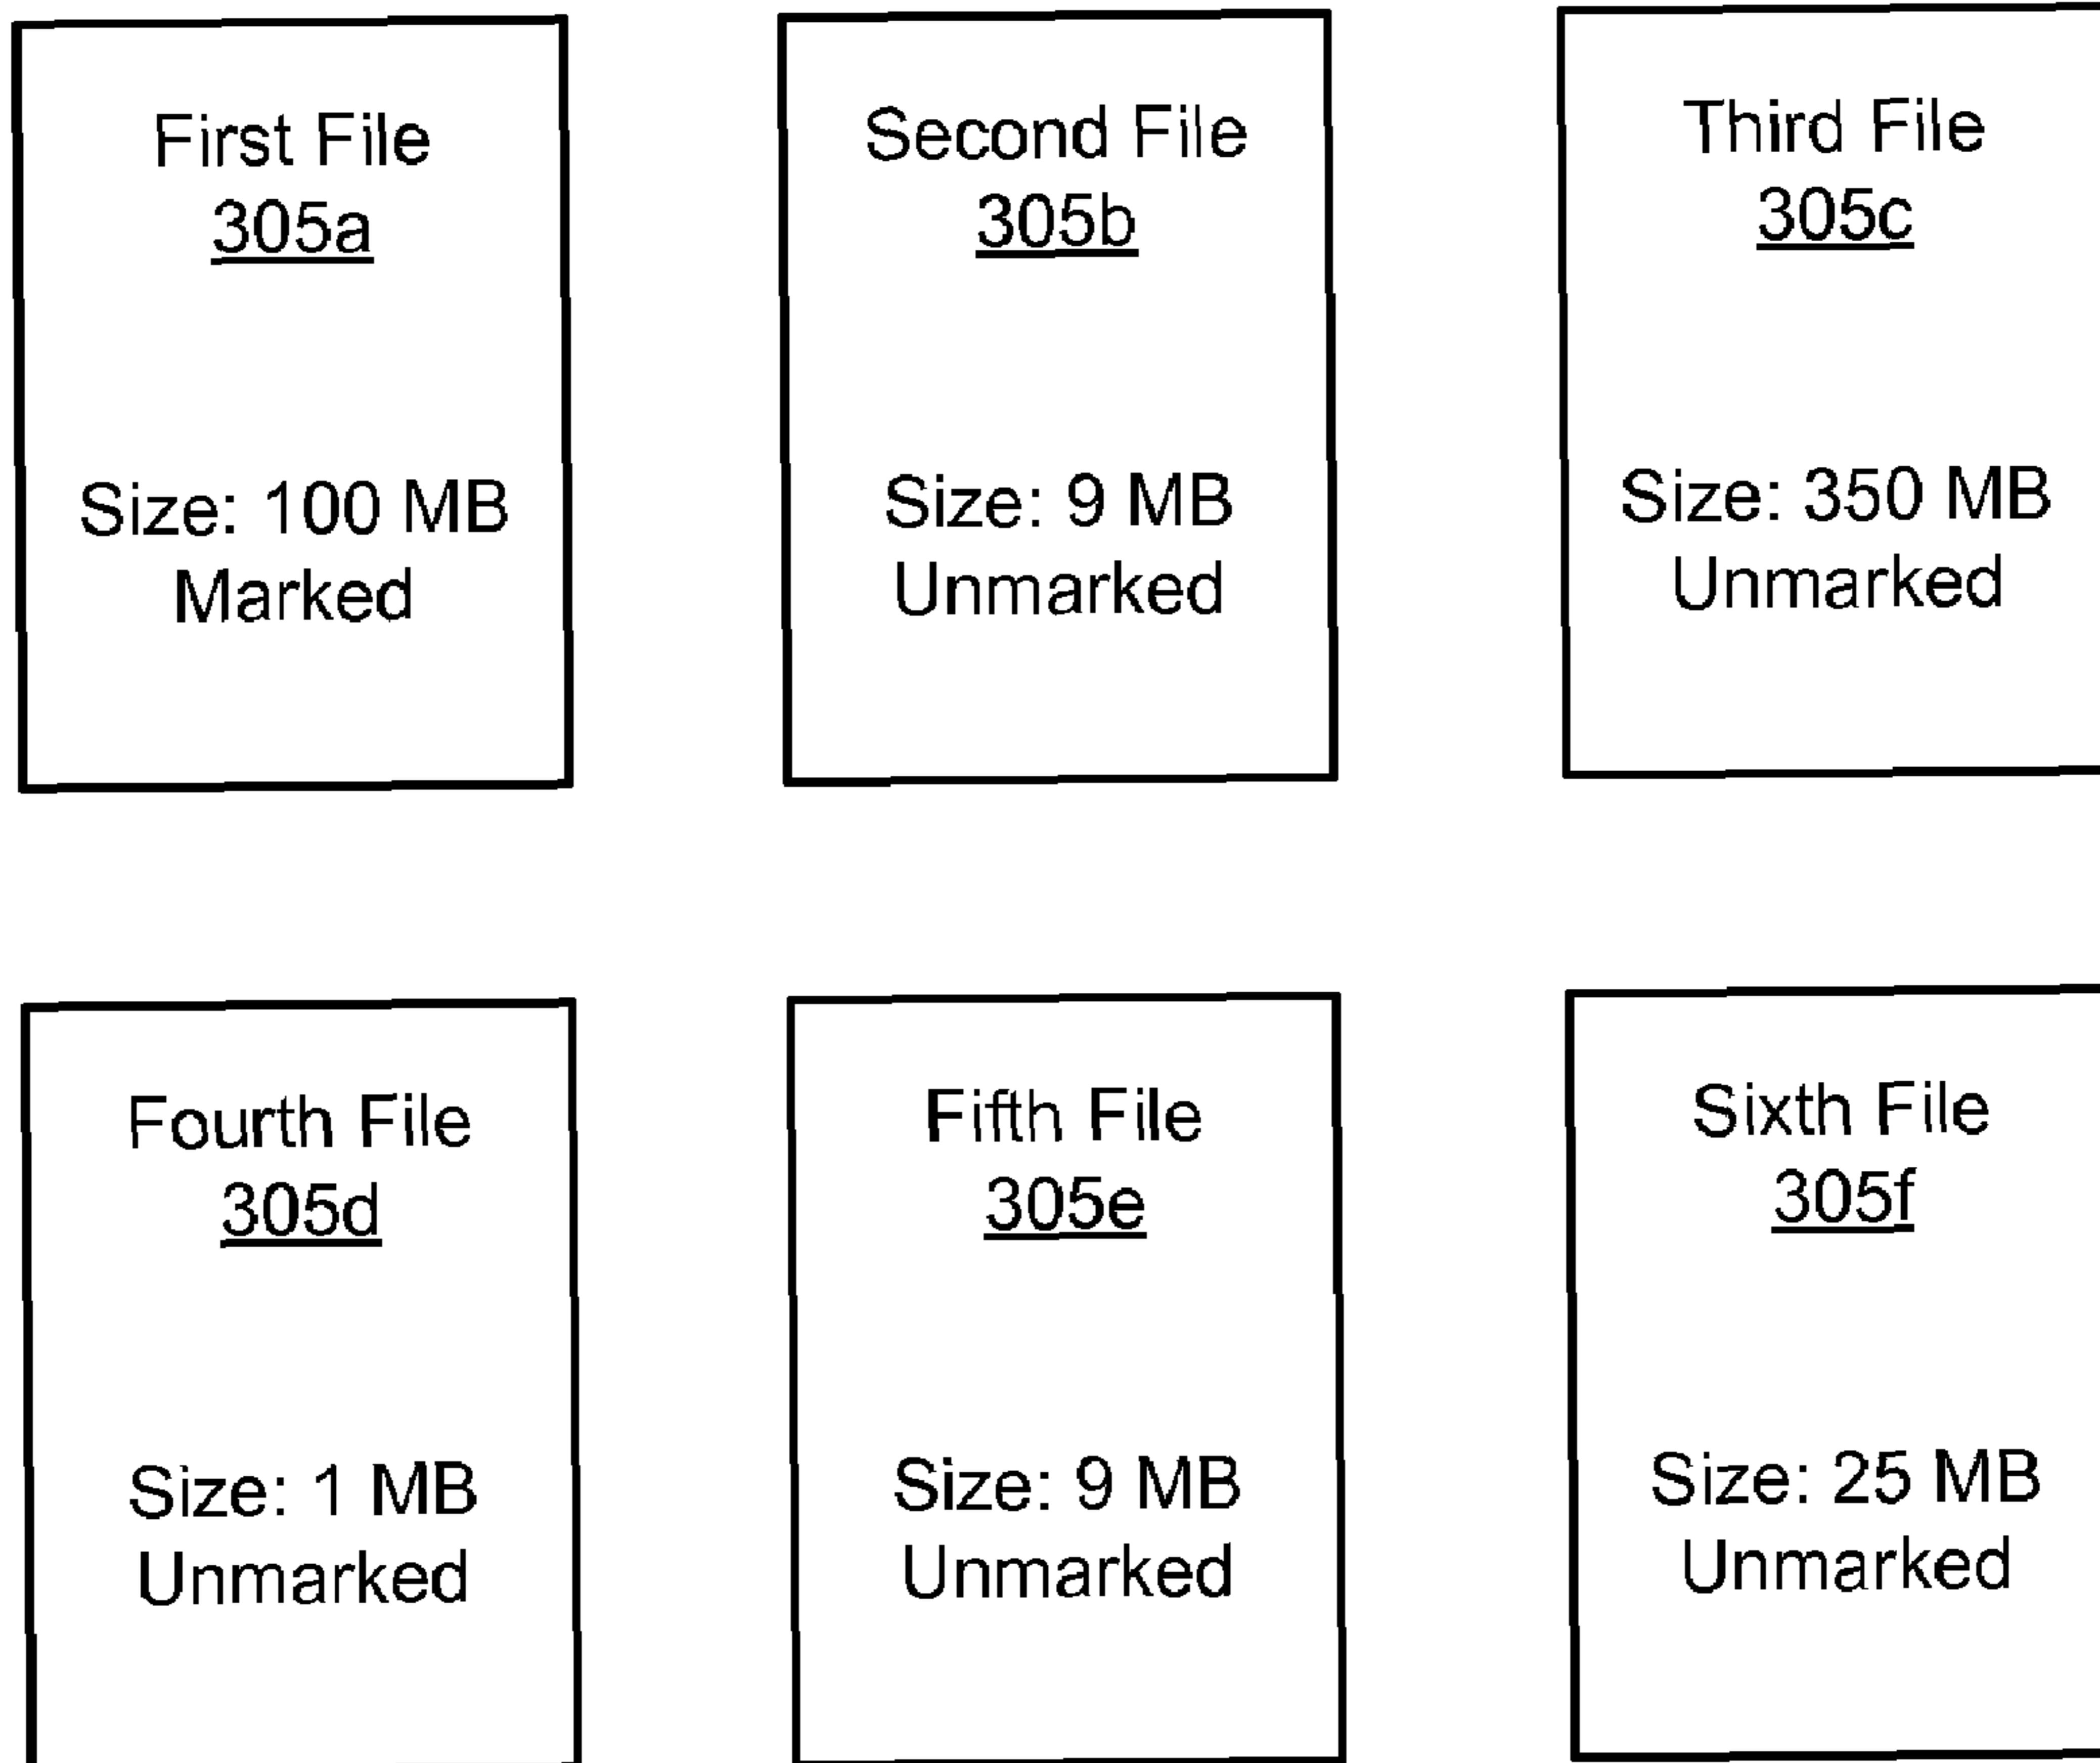 First File
305a
Size: 100 MB
Marked
Second File
305b
Size: 9 MB
Unmarked
Third File
305c
Size: 350 MB
Unmarked
Fourth File
305d
Size: 1 MB
Unmarked
Fifth File
305e
Size: 9 MB
Unmarked
Sixth File
305f
Size: 25 MB
Unmarked